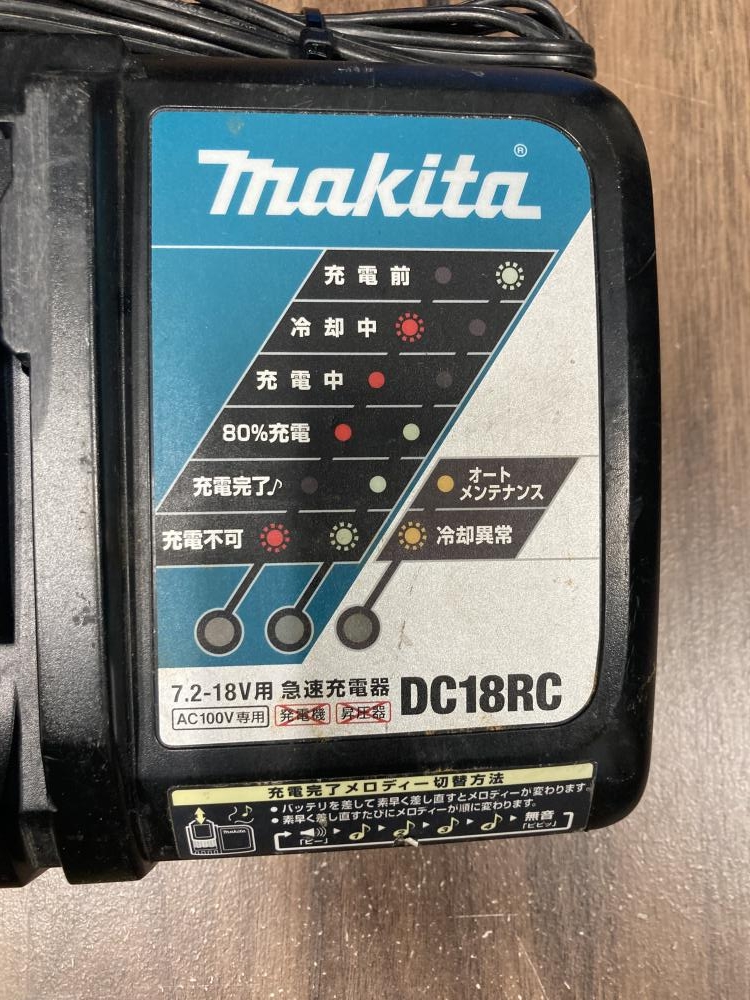 makita®
充電前
冷却中
充電中
80%充電
充電完了♪
オート
メンテナンス
充電不可
冷却異常
7.2-18V用 急速充電器 DC18RC
AC100V専用 発電機 昇圧器
充電完了メロディー切替方法
●バッテリを差して素早く差し直すとメロディーが変わります。
●素早く差し直すたびにメロディーが順に変わります。
makita
「ピー」 1 2 3 4 無音
「ピピッ」